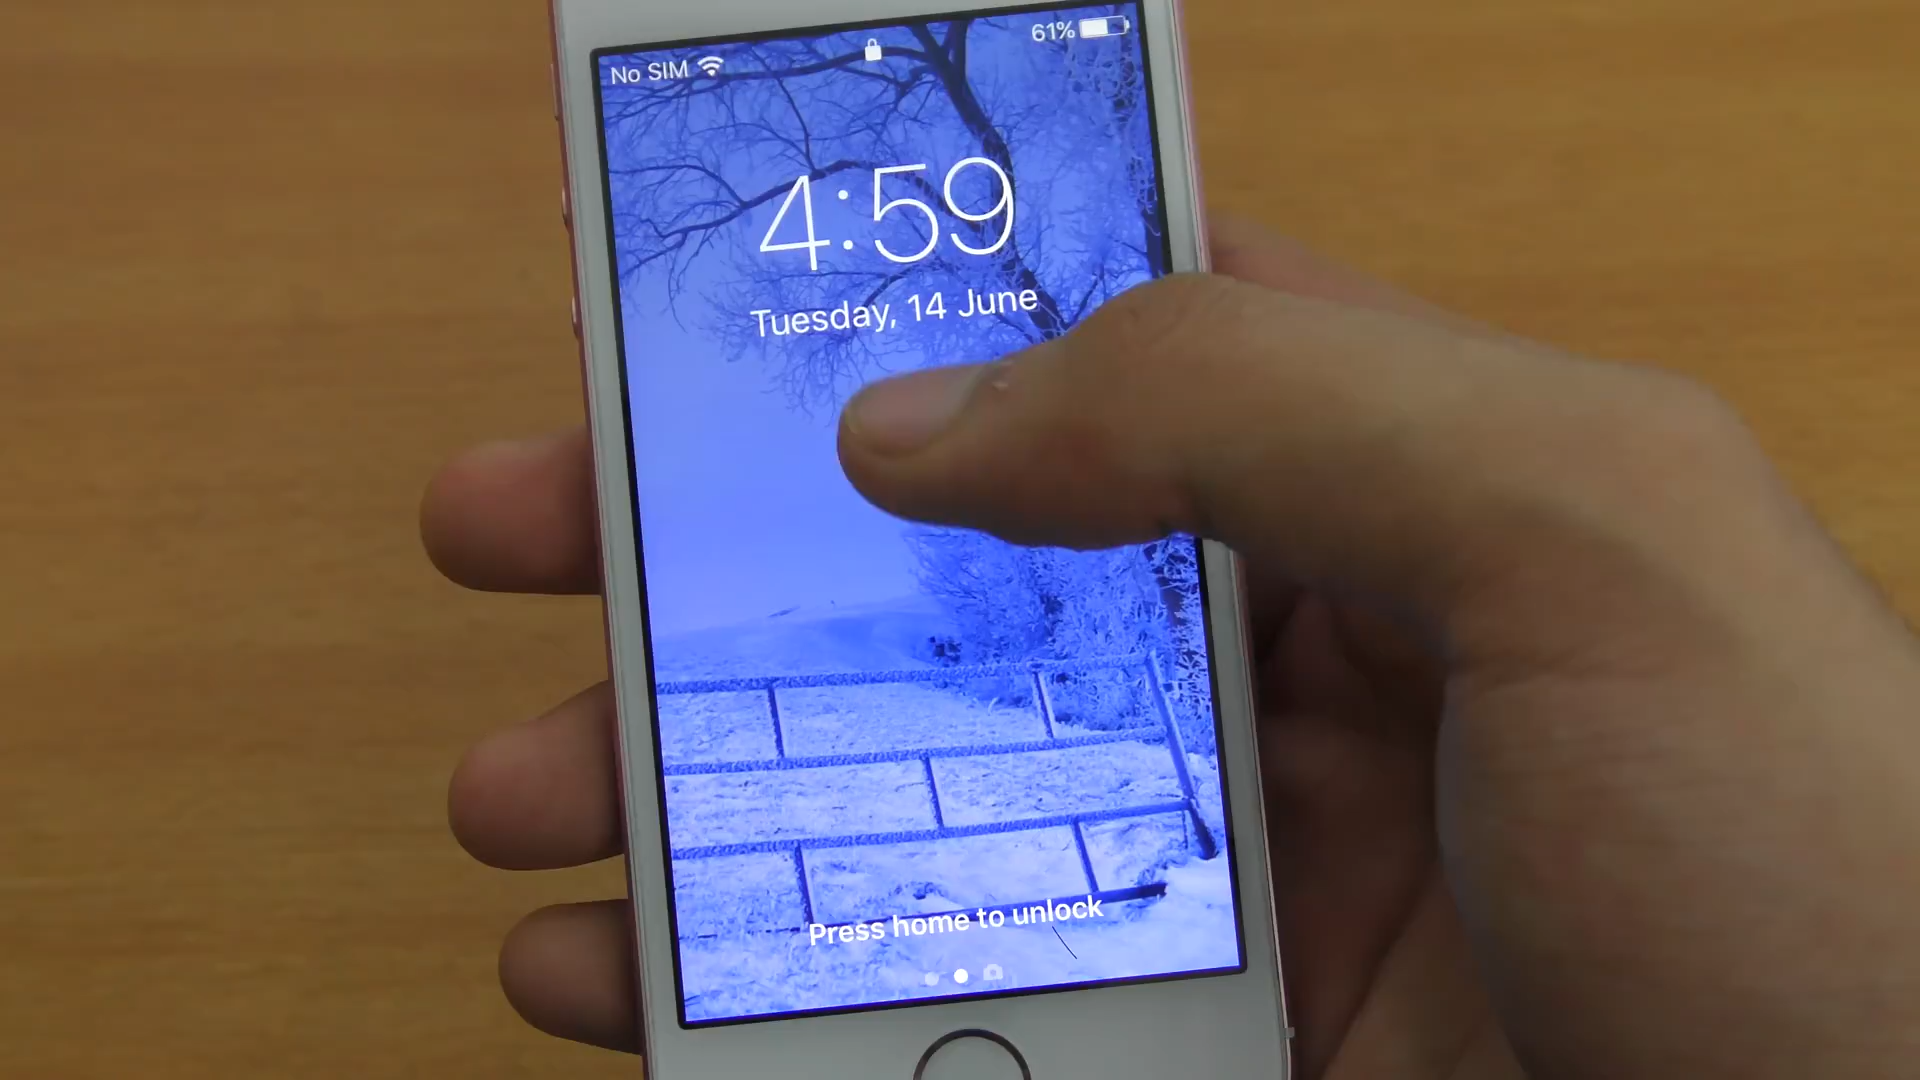 No SIM
61%
4:59
Tuesday, 14 June
Press home to unlock